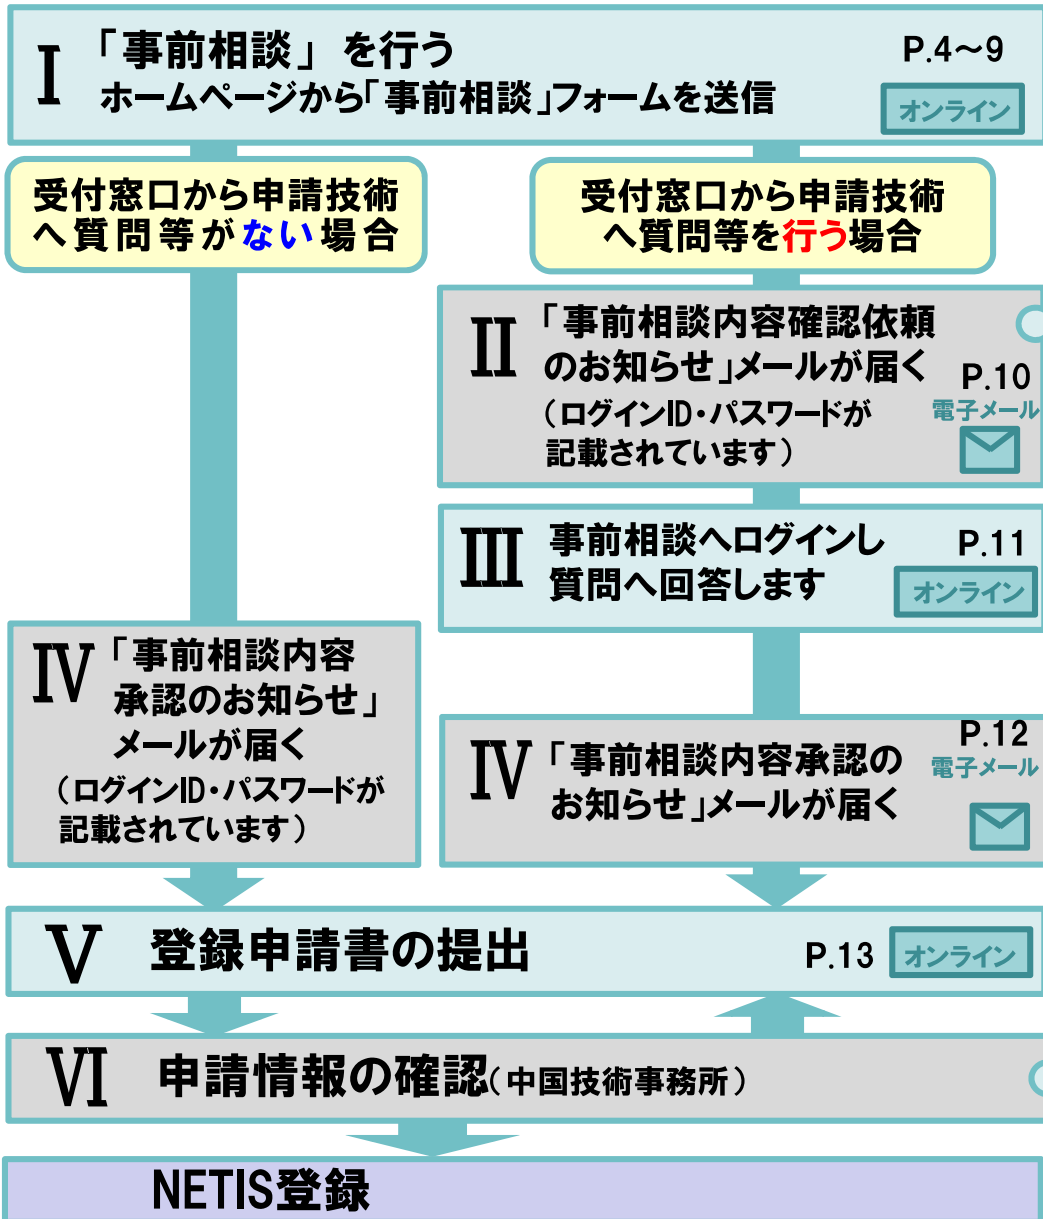 Ⅰ 「事前相談」を行う P.4～9
ホームページから「事前相談」フォームを送信
オンライン
受付窓口から申請技術
へ質問等がない場合
受付窓口から申請技術
へ質問等を行う場合
Ⅱ 「事前相談内容確認依頼
のお知らせ」メールが届く P.10
（ログインID・パスワードが
記載されています）
電子メール
Ⅲ 事前相談へログインし P.11
質問へ回答します
オンライン
Ⅳ 「事前相談内容
承認のお知らせ」
メールが届く
（ログインID・パスワードが
記載されています）
Ⅳ 「事前相談内容承認の P.12
お知らせ」メールが届く
電子メール
Ⅴ 登録申請書の提出 P.13 オンライン
Ⅵ 申請情報の確認（中国技術事務所）
NETIS登録